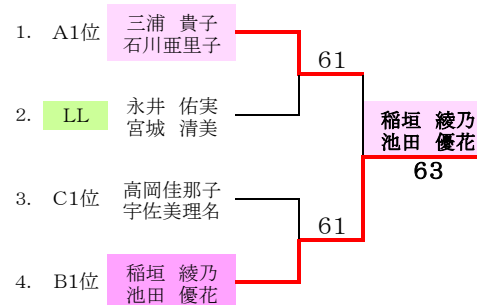 1. A1位 三浦 貴子
石川亜里子
61
2. LL 永井 佑実
宮城 清美
稲垣 綾乃
池田 優花
63
3. C1位 高岡佳那子
宇佐美理名
61
4. B1位 稲垣 綾乃
池田 優花